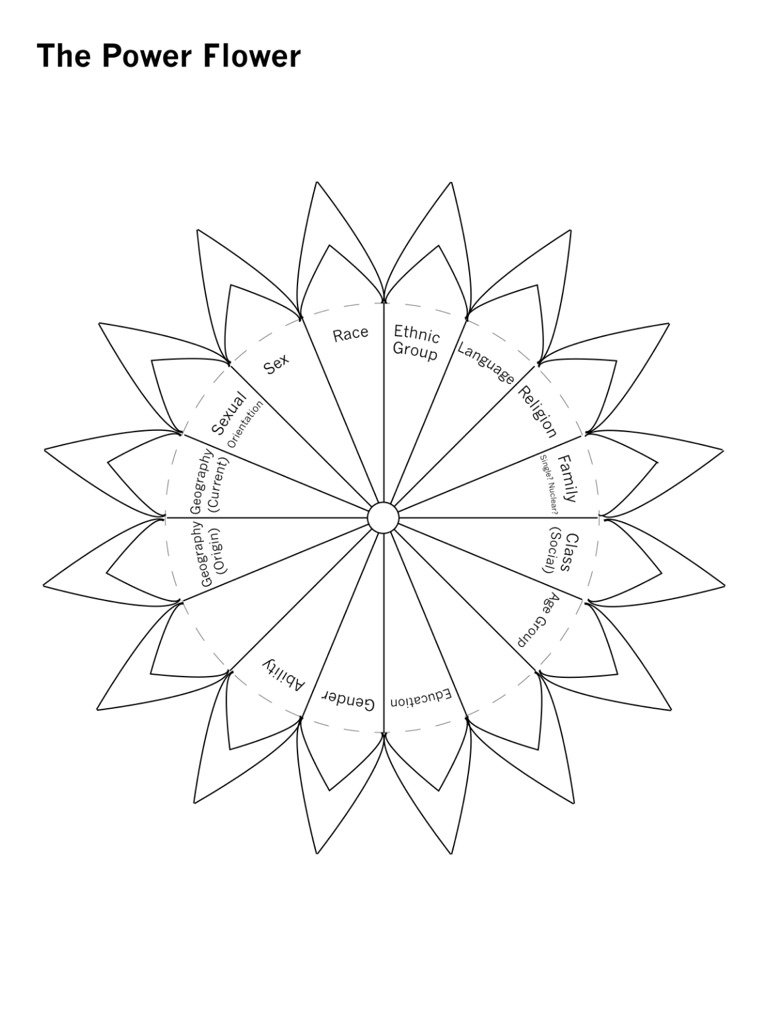 The Power Flower
Race
Ethnic
Group
Language
Religion
Family
Single? Nuclear?
Class
(Social)
Age Group
Education
Gender
Ability
Geography
(Origin)
Geography
(Current)
Sexual
Orientation
Sex